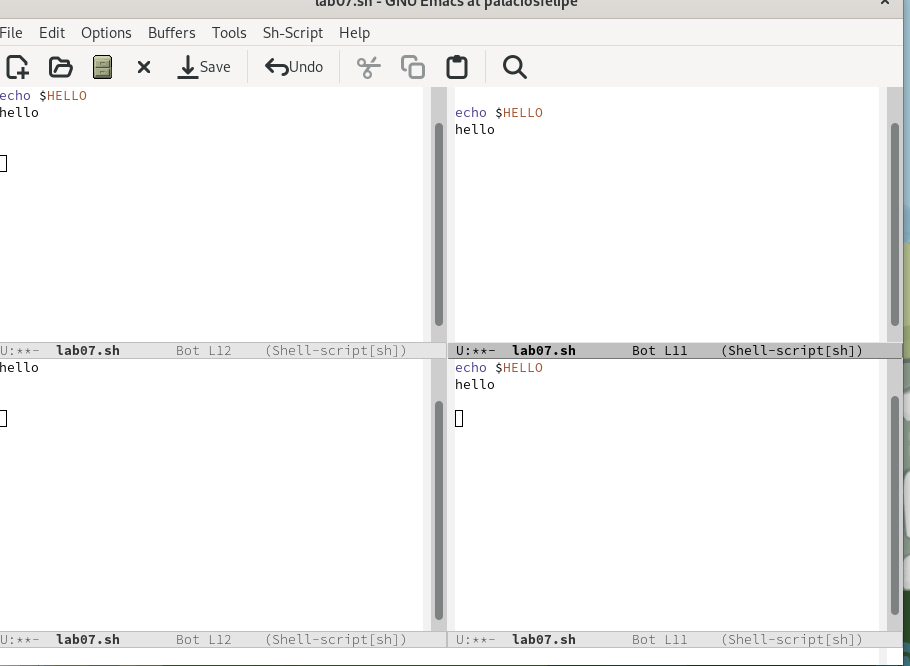 lab07.sh - GNU Emacs at palaciosfelipe
File Edit Options Buffers Tools Sh-Script Help
Save Undo
echo $HELLO
hello
U:**- lab07.sh Bot L12 (Shell-script[sh])
echo $HELLO
hello
U:**- lab07.sh Bot L11 (Shell-script[sh])
hello
U:**- lab07.sh Bot L12 (Shell-script[sh])
echo $HELLO
hello
U:**- lab07.sh Bot L11 (Shell-script[sh])